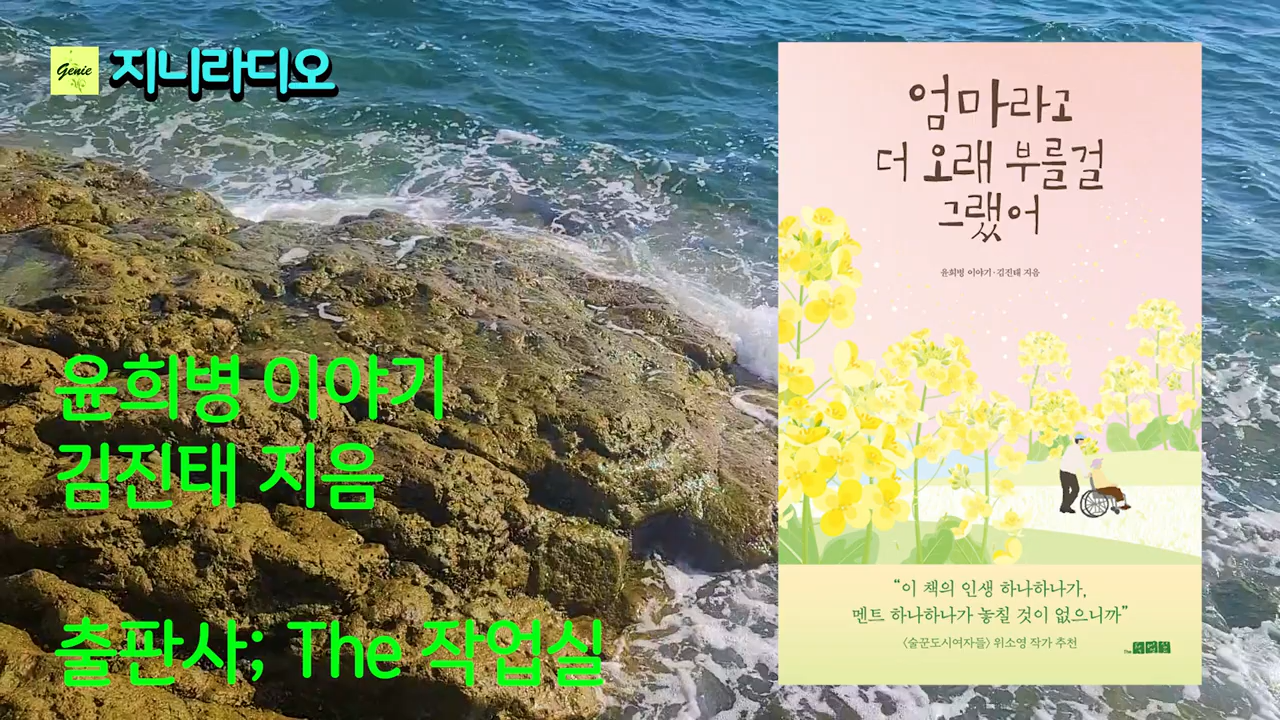 Genie
지니라디오
엄마라고
더 오래 부를걸
그랬어
윤희병 이야기·김진태 지음
윤희병 이야기
김진태 지음
출판사; The 작업실
“이 책의 인생 하나하나가,
멘트 하나하나가 놓칠 것이 없으니까”
〈술꾼도시여자들〉 위소영 작가 추천
The 작업실